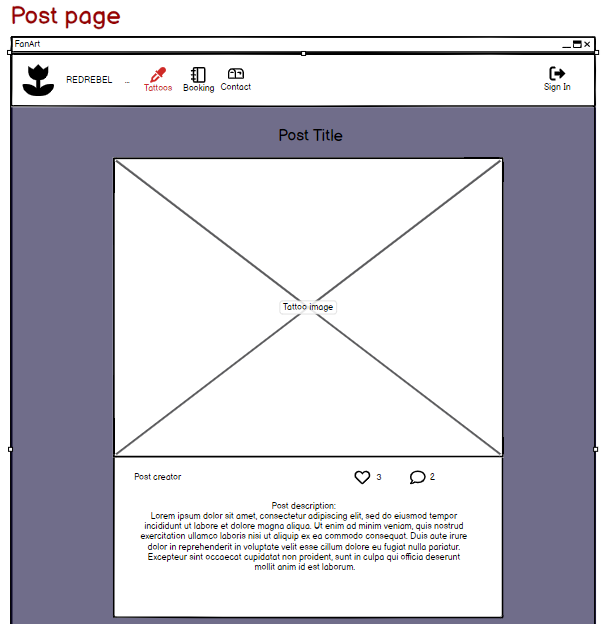 Post page
FanArt
REDREBEL ... Tattoos Booking Contact Sign In
Post Title
Tattoo image
Post creator 3 2
Post description:
Lorem ipsum dolor sit amet, consectetur adipiscing elit, sed do eiusmod tempor
incididunt ut labore et dolore magna aliqua. Ut enim ad minim veniam, quis nostrud
exercitation ullamco laboris nisi ut aliquip ex ea commodo consequat. Duis aute irure
dolor in reprehenderit in voluptate velit esse cillum dolore eu fugiat nulla pariatur.
Excepteur sint occaecat cupidatat non proident, sunt in culpa qui officia deserunt
mollit anim id est laborum.